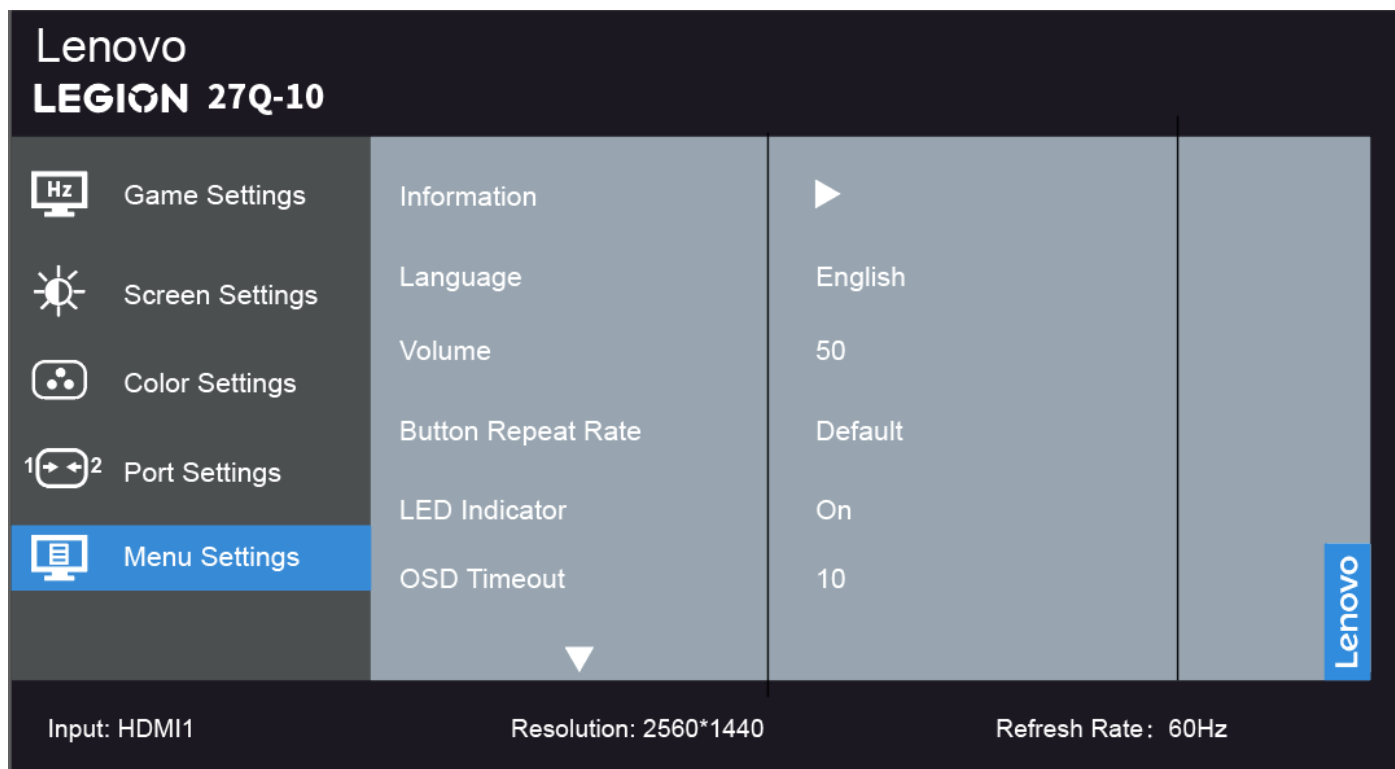 Lenovo
LEGION 27Q-10
Hz
Game Settings
Information
Screen Settings
Language
English
Color Settings
Volume
50
Button Repeat Rate
Default
1 2
Port Settings
LED Indicator
On
Menu Settings
OSD Timeout
10
Lenovo
Input: HDMI1
Resolution: 2560*1440
Refresh Rate: 60Hz